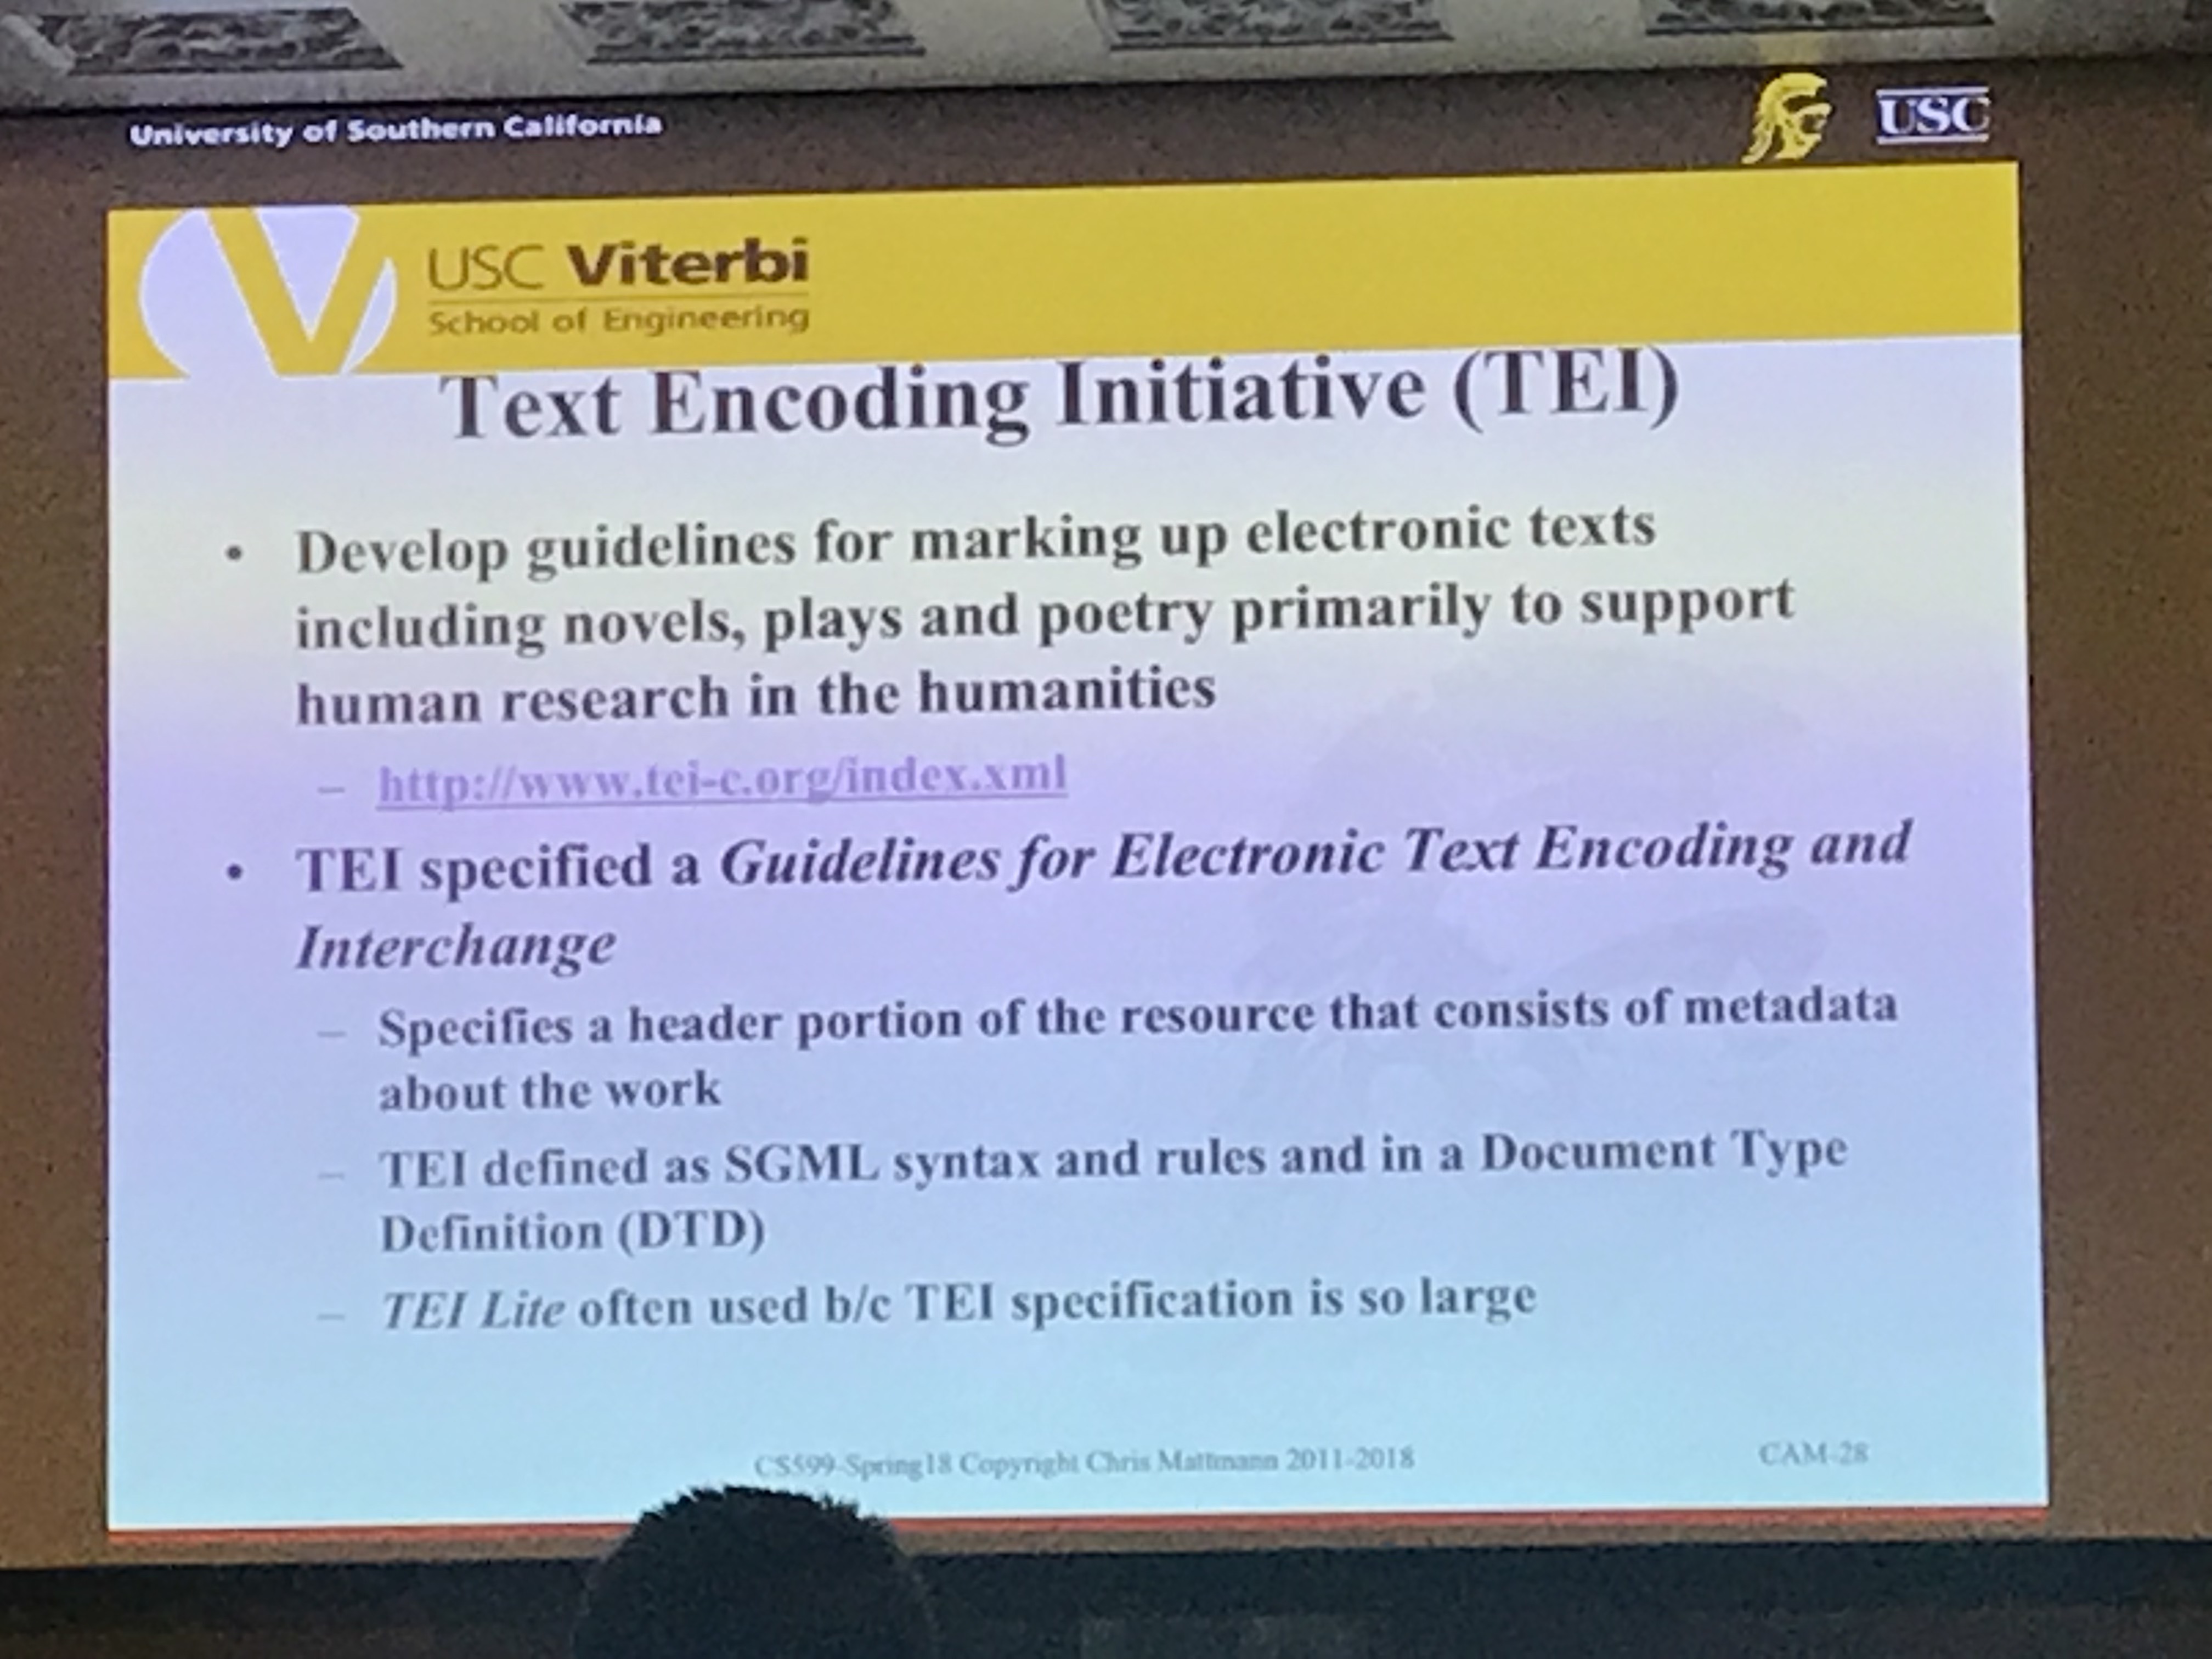 University of Southern California
USC
USC Viterbi
School of Engineering
Text Encoding Initiative (TEI)
• Develop guidelines for marking up electronic texts
including novels, plays and poetry primarily to support
human research in the humanities
– http://www.tei-c.org/index.xml
• TEI specified a Guidelines for Electronic Text Encoding and
Interchange
– Specifies a header portion of the resource that consists of metadata
about the work
– TEI defined as SGML syntax and rules and in a Document Type
Definition (DTD)
– TEI Lite often used b/c TEI specification is so large
CS599-Spring18 Copyright Chris Mattmann 2011-2018
CAM-28